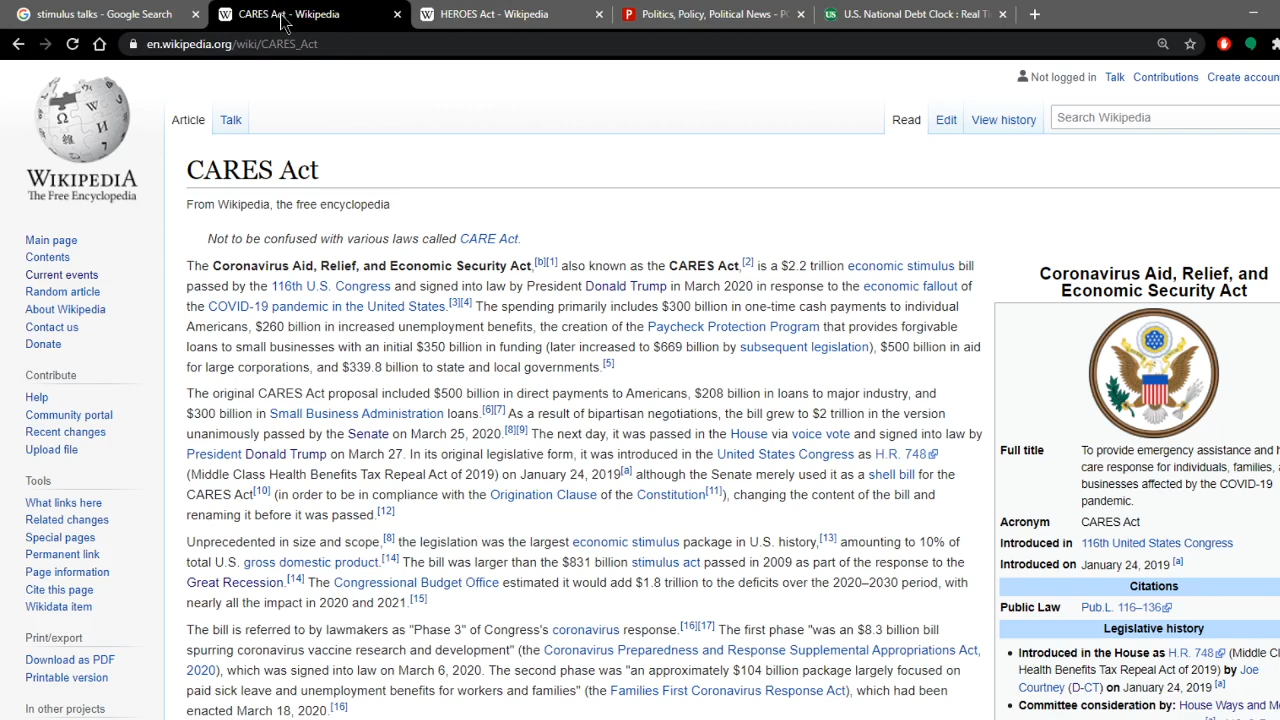 stimulus talks - Google Search
CARES Act - Wikipedia
HEROES Act - Wikipedia
Politics, Policy, Political News - PO
U.S. National Debt Clock : Real Ti
en.wikipedia.org/wiki/CARES_Act
Not logged in Talk Contributions Create accoun
Article Talk Read Edit View history Search Wikipedia
WIKIPEDIA
The Free Encyclopedia
Main page
Contents
Current events
Random article
About Wikipedia
Contact us
Donate
Contribute
Help
Community portal
Recent changes
Upload file
Tools
What links here
Related changes
Special pages
Permanent link
Page information
Cite this page
Wikidata item
Print/export
Download as PDF
Printable version
In other projects
CARES Act
From Wikipedia, the free encyclopedia
Not to be confused with various laws called CARE Act.
The Coronavirus Aid, Relief, and Economic Security Act,[b][1] also known as the CARES Act,[2] is a $2.2 trillion economic stimulus bill
passed by the 116th U.S. Congress and signed into law by President Donald Trump in March 2020 in response to the economic fallout of
the COVID-19 pandemic in the United States.[3][4] The spending primarily includes $300 billion in one-time cash payments to individual
Americans, $260 billion in increased unemployment benefits, the creation of the Paycheck Protection Program that provides forgivable
loans to small businesses with an initial $350 billion in funding (later increased to $669 billion by subsequent legislation), $500 billion in aid
for large corporations, and $339.8 billion to state and local governments.[5]
The original CARES Act proposal included $500 billion in direct payments to Americans, $208 billion in loans to major industry, and
$300 billion in Small Business Administration loans.[6][7] As a result of bipartisan negotiations, the bill grew to $2 trillion in the version
unanimously passed by the Senate on March 25, 2020.[8][9] The next day, it was passed in the House via voice vote and signed into law by
President Donald Trump on March 27. In its original legislative form, it was introduced in the United States Congress as H.R. 748
(Middle Class Health Benefits Tax Repeal Act of 2019) on January 24, 2019[a] although the Senate merely used it as a shell bill for the
CARES Act[10] (in order to be in compliance with the Origination Clause of the Constitution[11]), changing the content of the bill and
renaming it before it was passed.[12]
Unprecedented in size and scope,[8] the legislation was the largest economic stimulus package in U.S. history,[13] amounting to 10% of
total U.S. gross domestic product.[14] The bill was larger than the $831 billion stimulus act passed in 2009 as part of the response to the
Great Recession.[14] The Congressional Budget Office estimated it would add $1.8 trillion to the deficits over the 2020–2030 period, with
nearly all the impact in 2020 and 2021.[15]
The bill is referred to by lawmakers as "Phase 3" of Congress's coronavirus response.[16][17] The first phase "was an $8.3 billion bill
spurring coronavirus vaccine research and development" (the Coronavirus Preparedness and Response Supplemental Appropriations Act,
2020), which was signed into law on March 6, 2020. The second phase was "an approximately $104 billion package largely focused on
paid sick leave and unemployment benefits for workers and families" (the Families First Coronavirus Response Act), which had been
enacted March 18, 2020.[16]
Coronavirus Aid, Relief, and
Economic Security Act
Full title To provide emergency assistance and h
care response for individuals, families,
businesses affected by the COVID-19
pandemic.
Acronym CARES Act
Introduced in 116th United States Congress
Introduced on January 24, 2019 [a]
Citations
Public Law Pub.L. 116–136
Legislative history
• Introduced in the House as H.R. 748 (Middle Cl
Health Benefits Tax Repeal Act of 2019) by Joe
Courtney (D-CT) on January 24, 2019 [a]
• Committee consideration by: House Ways and M